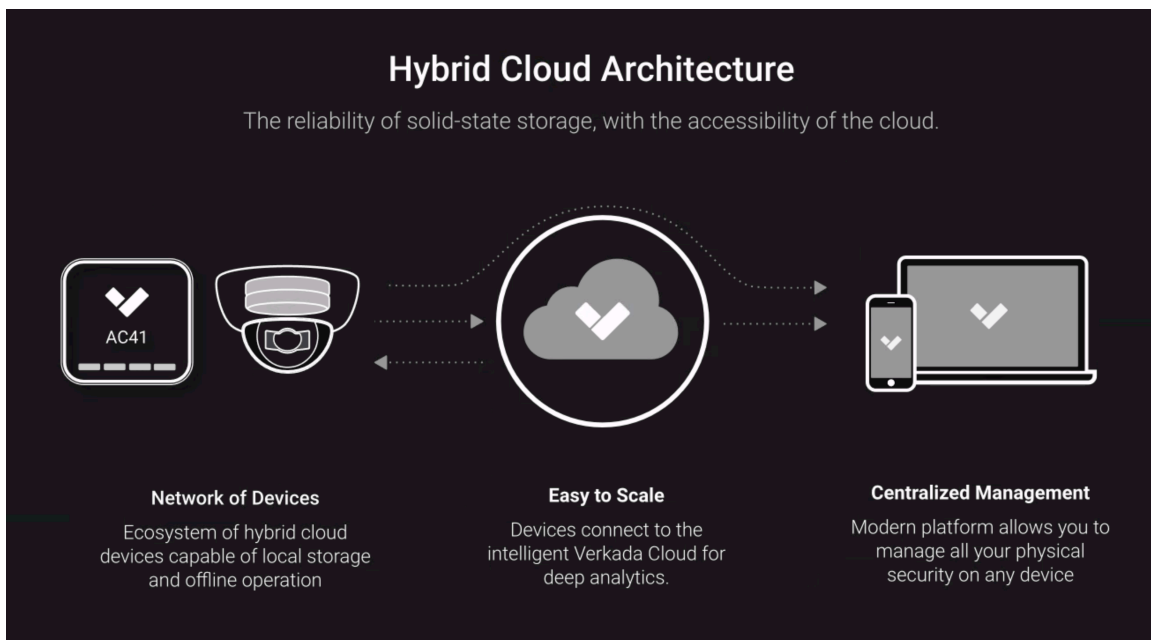 Hybrid Cloud Architecture
The reliability of solid-state storage, with the accessibility of the cloud.
AC41
Network of Devices
Ecosystem of hybrid cloud
devices capable of local storage
and offline operation
Easy to Scale
Devices connect to the
intelligent Verkada Cloud for
deep analytics.
Centralized Management
Modern platform allows you to
manage all your physical
security on any device